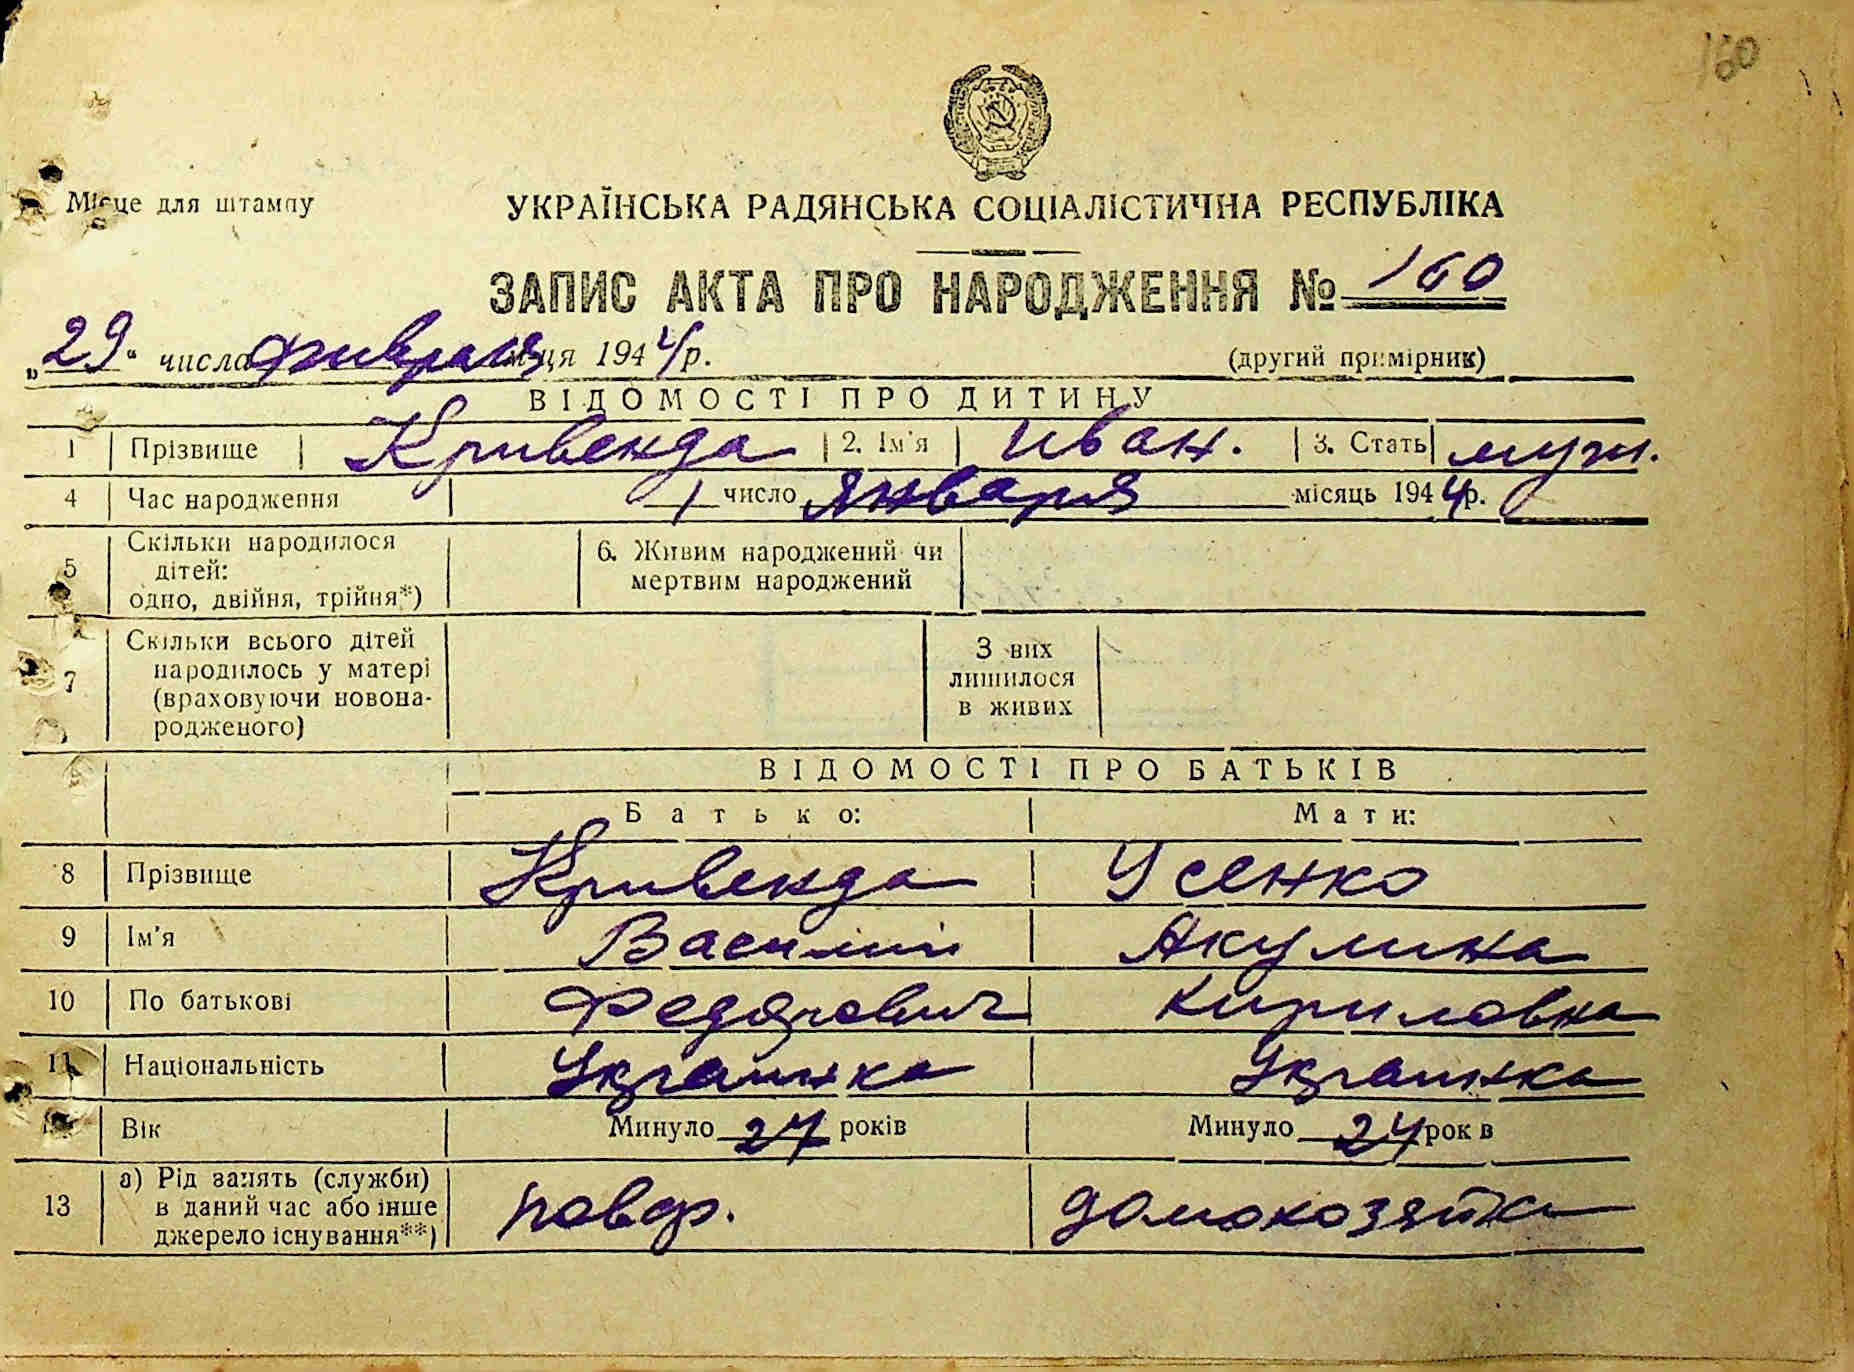 160
Місце для штампу
УКРАЇНСЬКА РАДЯНСЬКА СОЦІАЛІСТИЧНА РЕСПУБЛІКА
ЗАПИС АКТА ПРО НАРОДЖЕННЯ № 160
„29“ числа февраля м-ця 1944 р.
(другий примірник)
ВІДОМОСТІ ПРО ДИТИНУ
1 Прізвище Кривенда 2. Ім'я Иван. 3. Стать муж.
4 Час народження 1 число января місяць 1944 р.
5 Скільки народилося дітей: одно, двійня, трійня*) 6. Живим народжений чи мертвим народжений
7 Скільки всього дітей народилось у матері (враховуючи новонародженого) З них лишилося в живих
ВІДОМОСТІ ПРО БАТЬКІВ
Батько: Мати:
8 Прізвище Кривенда Усенко
9 Ім'я Василий Акулина
10 По батькові Федорович Кириловна
11 Національність Украинка Украинка
Вік Минуло 27 років Минуло 24 рок в
13 а) Рід занять (служби) в даний час або інше джерело існування**) домохозяйка